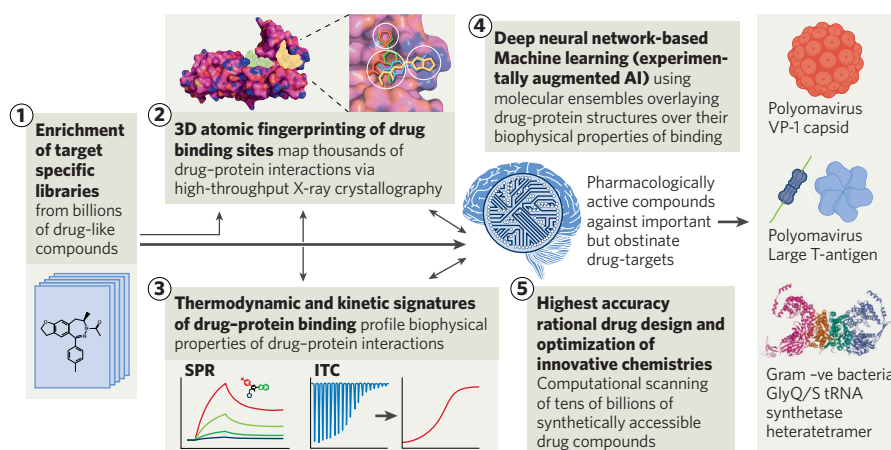 1
Enrichment
of target
specific
libraries
from billions
of drug-like
compounds
2
3D atomic fingerprinting of drug
binding sites map thousands of
drug–protein interactions via
high-throughput X-ray crystallography
3
Thermodynamic and kinetic signatures
of drug–protein binding profile biophysical
properties of drug–protein interactions
SPR
ITC
4
Deep neural network-based
Machine learning (experimen-
tally augmented AI) using
molecular ensembles overlaying
drug-protein structures over their
biophysical properties of binding
Pharmacologically
active compounds
against important
but obstinate
drug-targets
5
Highest accuracy
rational drug design and
optimization of
innovative chemistries
Computational scanning
of tens of billions of
synthetically accessible
drug compounds
Polyomavirus
VP-1 capsid
Polyomavirus
Large T-antigen
Gram –ve bacteria
GlyQ/S tRNA
synthetase
heteratetramer